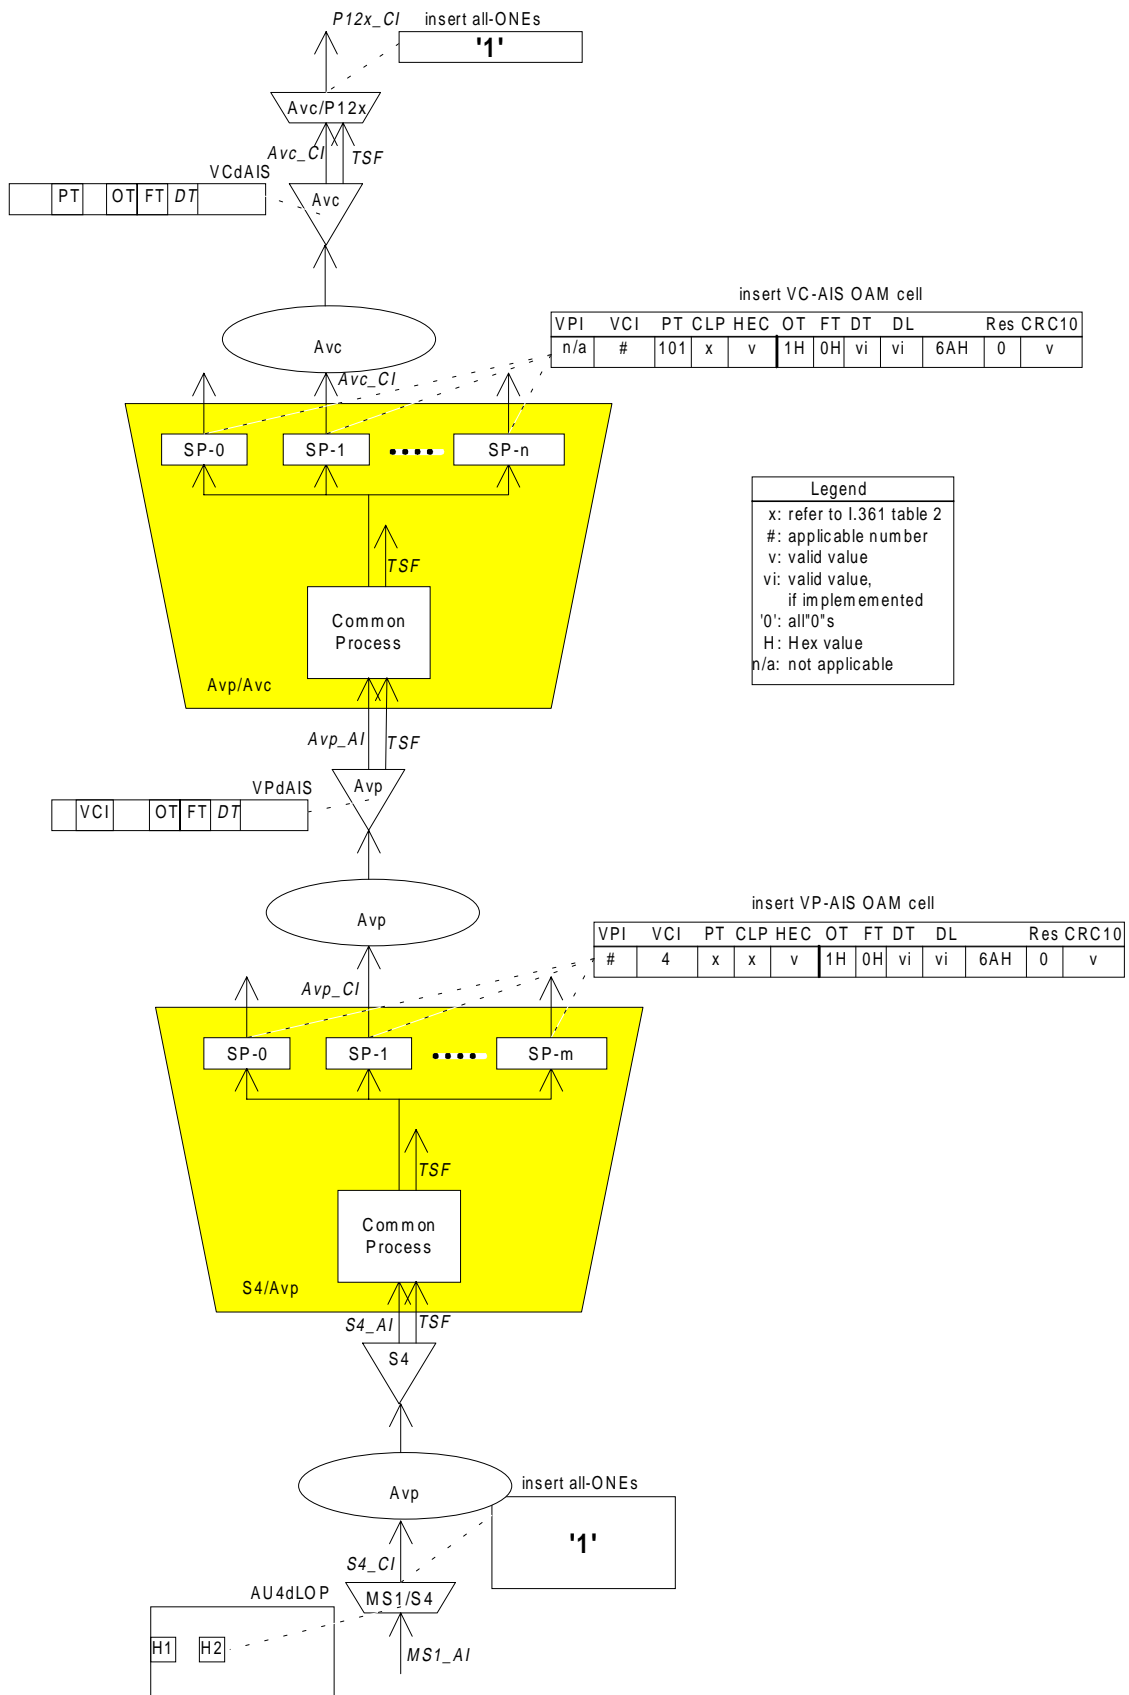 P12x_CI insert all-ONEs
'1'
Avc/P12x
Avc_CI TSF
VCdAIS
PT OT FT DT
Avc
insert VC-AIS OAM cell
VPI VCI PT CLP HEC OT FT DT DL Res CRC10
n/a # 101 x v 1H 0H vi vi 6AH 0 v
Avc
Avc_CI
SP-0 SP-1 SP-n
Legend
x: refer to I.361 table 2
#: applicable number
v: valid value
vi: valid value,
if implemented
'0': all"0"s
H: Hex value
n/a: not applicable
TSF
Common
Process
Avp/Avc
Avp_AI TSF
VPdAIS
VCI OT FT DT
Avp
insert VP-AIS OAM cell
VPI VCI PT CLP HEC OT FT DT DL Res CRC10
# 4 x x v 1H 0H vi vi 6AH 0 v
Avp
Avp_CI
SP-0 SP-1 SP-m
TSF
Common
Process
S4/Avp
S4_AI TSF
S4
Avp
insert all-ONEs
'1'
S4_CI
AU4dLOP
MS1/S4
H1 H2
MS1_AI